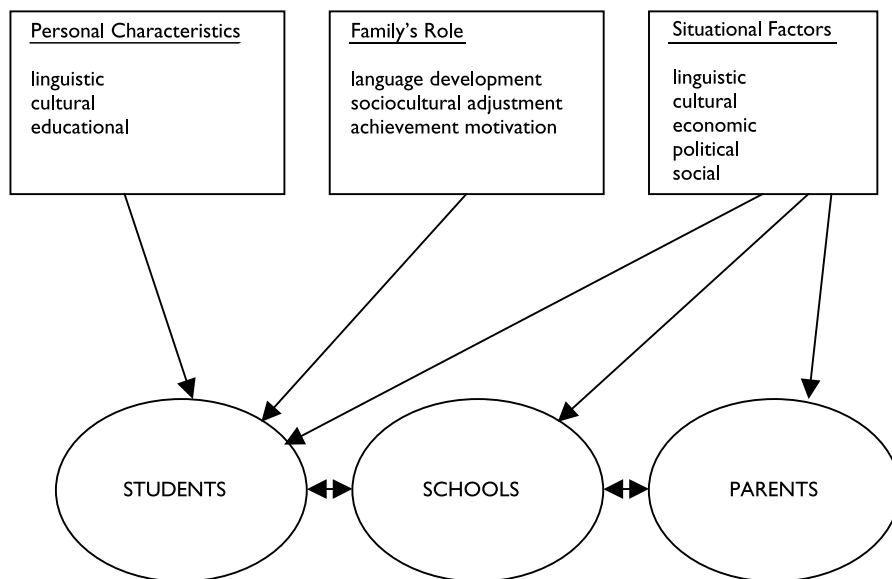 Personal Characteristics
linguistic
cultural
educational
Family's Role
language development
sociocultural adjustment
achievement motivation
Situational Factors
linguistic
cultural
economic
political
social
STUDENTS
SCHOOLS
PARENTS